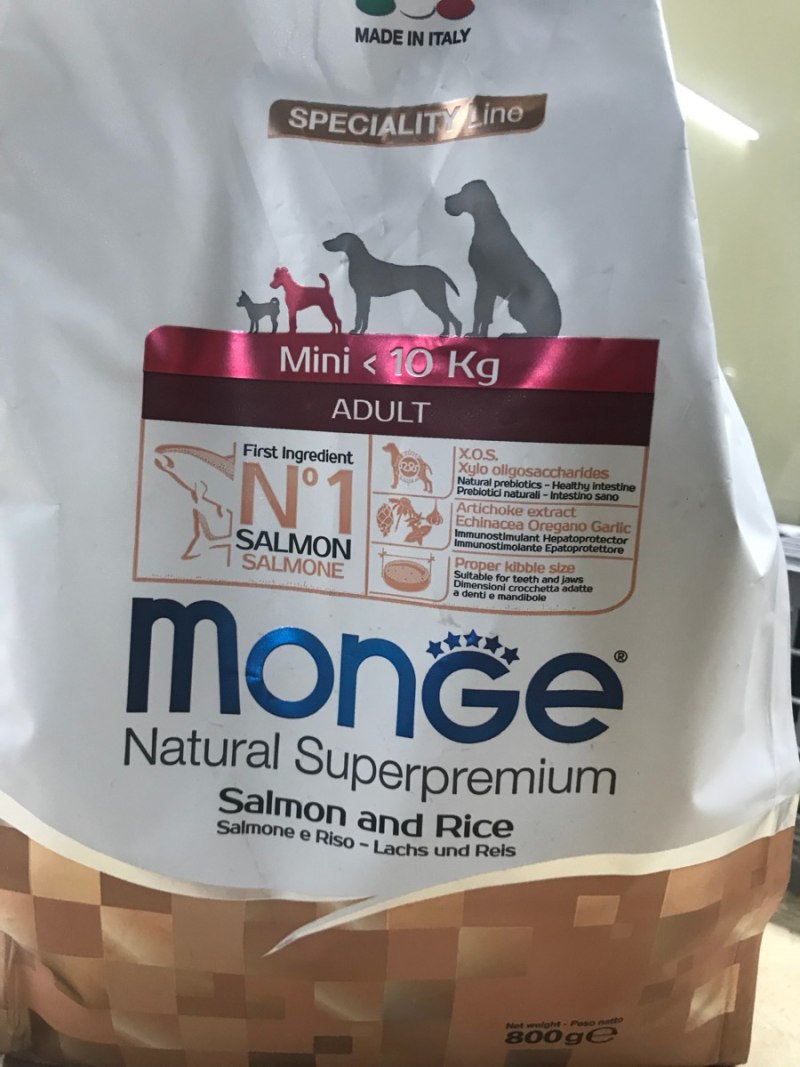 MADE IN ITALY
SPECIALITY Line
Mini < 10 Kg
ADULT
First Ingredient
N°1
SALMON
SALMONE
X.O.S.
Xylo oligosaccharides
Natural prebiotics - Healthy intestine
Prebiotici naturali - Intestino sano
Artichoke extract
Echinacea Oregano Garlic
Immunostimulant Hepatoprotector
Immunostimolante Epatoprotettore
Proper kibble size
Suitable for teeth and jaws
Dimensioni crocchetta adatte
a denti e mandibole
monGe®
Natural Superpremium
Salmon and Rice
Salmone e Riso - Lachs und Reis
Net weight - Peso netto
800g℮